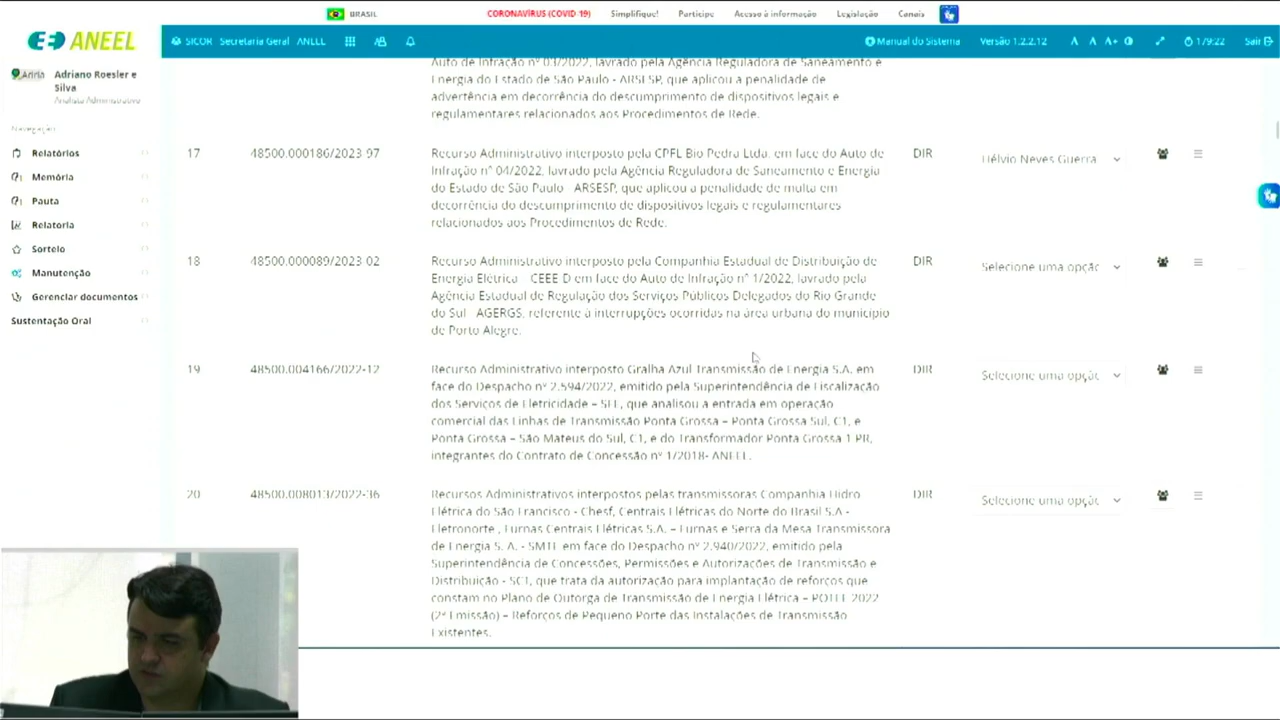 BRASIL
CORONAVÍRUS (COVID-19)
Simplifique!
Participe
Acesso à informação
Legislação
Canais
ANEEL
SICOR
Secretaria Geral
ANEEL
Manual do Sistema
Versão 1.2.2.12
A
A
A+
Sair
Adriano Roesler e
Silva
Analista Administrativo
Navegação
Relatórios
Memória
Pauta
Relatoria
Sorteio
Manutenção
Gerenciar documentos
Sustentação Oral
Auto de Infração nº 03/2022, lavrado pela Agência Reguladora de Saneamento e
Energia do Estado de São Paulo - ARSESP, que aplicou a penalidade de
advertência em decorrência do descumprimento de dispositivos legais e
regulamentares relacionados aos Procedimentos de Rede.
17
48500.000186/2023-97
Recurso Administrativo interposto pela CPFL Bio Pedra Ltda. em face do Auto de
Infração nº 04/2022, lavrado pela Agência Reguladora de Saneamento e Energia
do Estado de São Paulo - ARSESP, que aplicou a penalidade de multa em
decorrência do descumprimento de dispositivos legais e regulamentares
relacionados aos Procedimentos de Rede.
DIR
Hélvio Neves Guerra
18
48500.000089/2023-02
Recurso Administrativo interposto pela Companhia Estadual de Distribuição de
Energia Elétrica - CEEE D em face do Auto de Infração nº 1/2022, lavrado pela
Agência Estadual de Regulação dos Serviços Públicos Delegados do Rio Grande
do Sul - AGERGS, referente à interrupções ocorridas na área urbana do município
de Porto Alegre.
DIR
Selecione uma opção
19
48500.004166/2022-12
Recurso Administrativo interposto Gralha Azul Transmissão de Energia S.A. em
face do Despacho nº 2.594/2022, emitido pela Superintendência de Fiscalização
dos Serviços de Eletricidade – SFE, que analisou a entrada em operação
comercial das Linhas de Transmissão Ponta Grossa – Ponta Grossa Sul, C1, e
Ponta Grossa – São Mateus do Sul, C1, e do Transformador Ponta Grossa 1 PR,
integrantes do Contrato de Concessão nº 1/2018- ANEEL.
DIR
Selecione uma opção
20
48500.008013/2022-36
Recursos Administrativos interpostos pelas transmissoras Companhia Hidro
Elétrica do São Francisco - Chesf, Centrais Elétricas do Norte do Brasil S.A -
Eletronorte , Furnas Centrais Elétricas S.A. – Furnas e Serra da Mesa Transmissora
de Energia S. A. - SMTE em face do Despacho nº 2.940/2022, emitido pela
Superintendência de Concessões, Permissões e Autorizações de Transmissão e
Distribuição - SCT, que trata da autorização para implantação de reforços que
constam no Plano de Outorga de Transmissão de Energia Elétrica – POTEE 2022
(2ª Emissão) – Reforços de Pequeno Porte das Instalações de Transmissão
Existentes.
DIR
Selecione uma opção